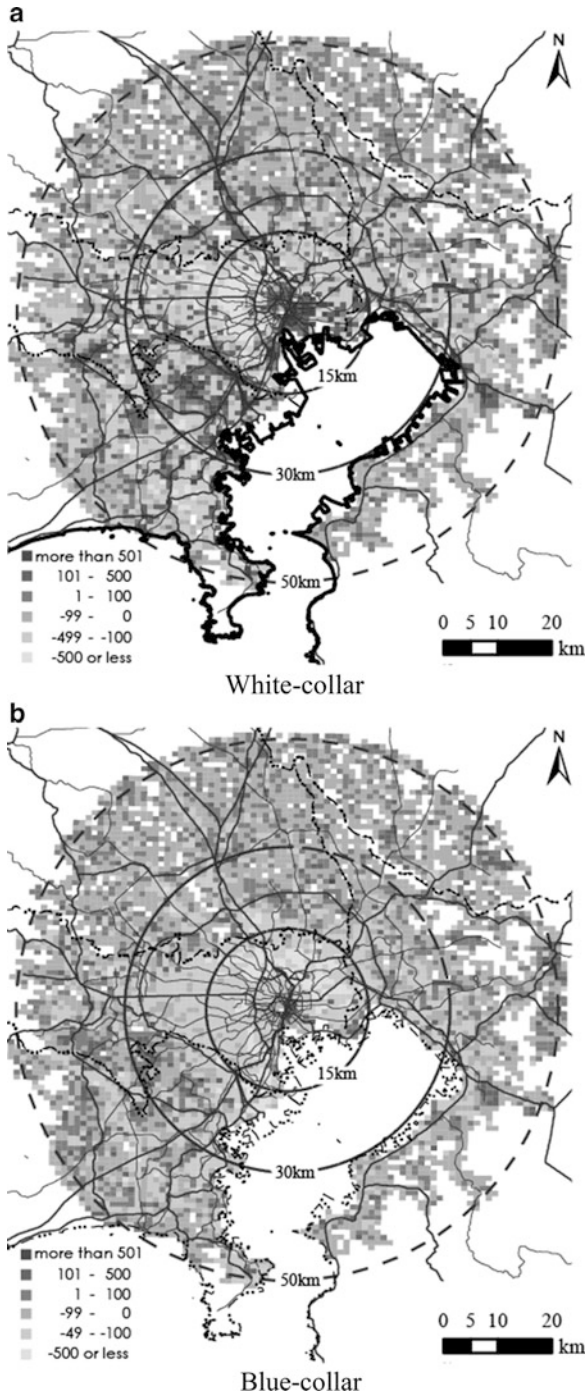 a
N
15km
30km
50km
more than 501
101 - 500
1 - 100
-99 - 0
-499 - -100
-500 or less
0 5 10 20
km
White-collar
b
N
15km
30km
50km
more than 501
101 - 500
1 - 100
-99 - 0
-49 - -100
-500 or less
0 5 10 20
km
Blue-collar